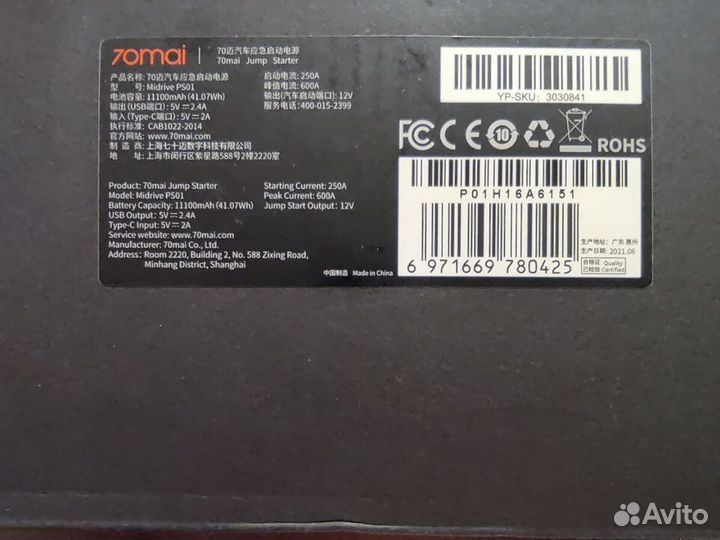 70mai | 70迈汽车应急启动电源
70mai Jump Starter
产品名称: 70迈汽车应急启动电源
型 号: Midrive PS01
电池容量: 11100mAh (41.07Wh)
输出 (USB端口) : 5V⎓2.4A
输入 (Type-C端口) : 5V⎓2A
执行标准: CAB1022-2014
官方网站: www.70mai.com
制 造 商: 上海七十迈数字科技有限公司
地 址: 上海市闵行区紫星路588号2幢2220室
启动电流: 250A
峰值电流: 600A
输出 (汽车启动端口) : 12V
服务电话: 400-015-2399
Product: 70mai Jump Starter
Model: Midrive PS01
Battery Capacity: 11100mAh (41.07Wh)
USB Output: 5V⎓2.4A
Type-C Input: 5V⎓2A
Service website: www.70mai.com
Manufacturer: 70mai Co., Ltd.
Address: Room 2220, Building 2, No. 588 Zixing Road,
Minhang District, Shanghai
Starting Current: 250A
Peak Current: 600A
Jump Start Output: 12V
中国制造 Made in China
YP-SKU: 3030841
FC CE 10 ROHS
P01H16A6151
6 971669 780425
生产地址: 广东 惠州
生产日期: 2021.06
合格证 Quality
已检验 Certified
Avito